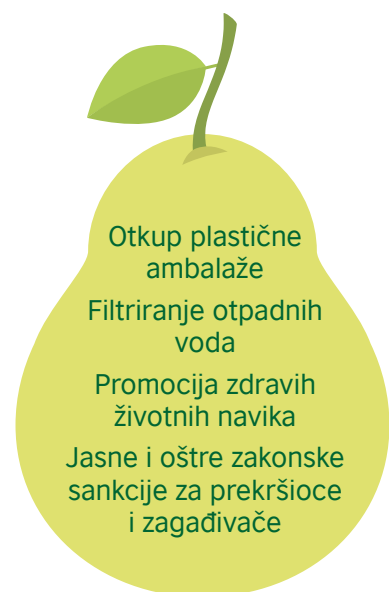 Otkup plastične
ambalaže
Filtriranje otpadnih
voda
Promocija zdravih
životnih navika
Jasne i oštre zakonske
sankcije za prekršioce
i zagađivače